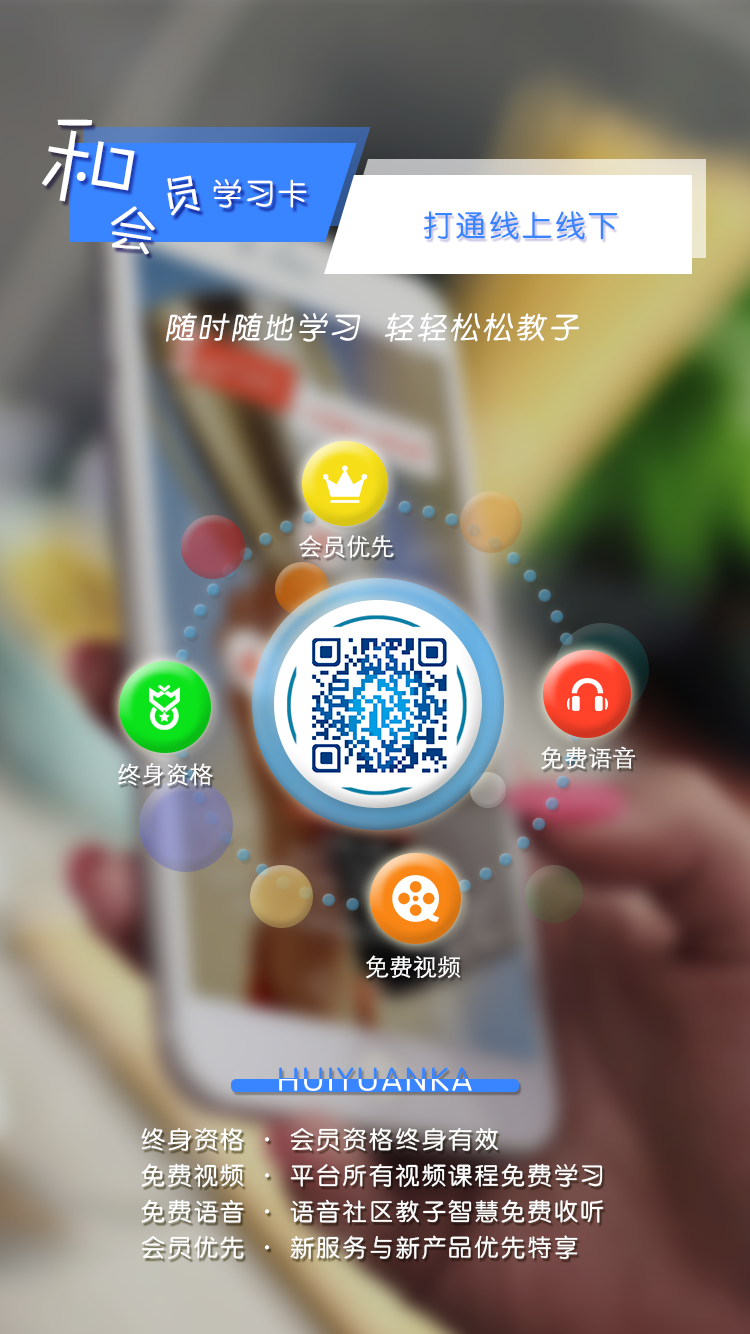 和会员学习卡
打通线上线下
随时随地学习 轻轻松松教子
会员优先
终身资格
免费语音
免费视频
HUIYUANKA
终身资格 · 会员资格终身有效
免费视频 · 平台所有视频课程免费学习
免费语音 · 语音社区教子智慧免费收听
会员优先 · 新服务与新产品优先特享